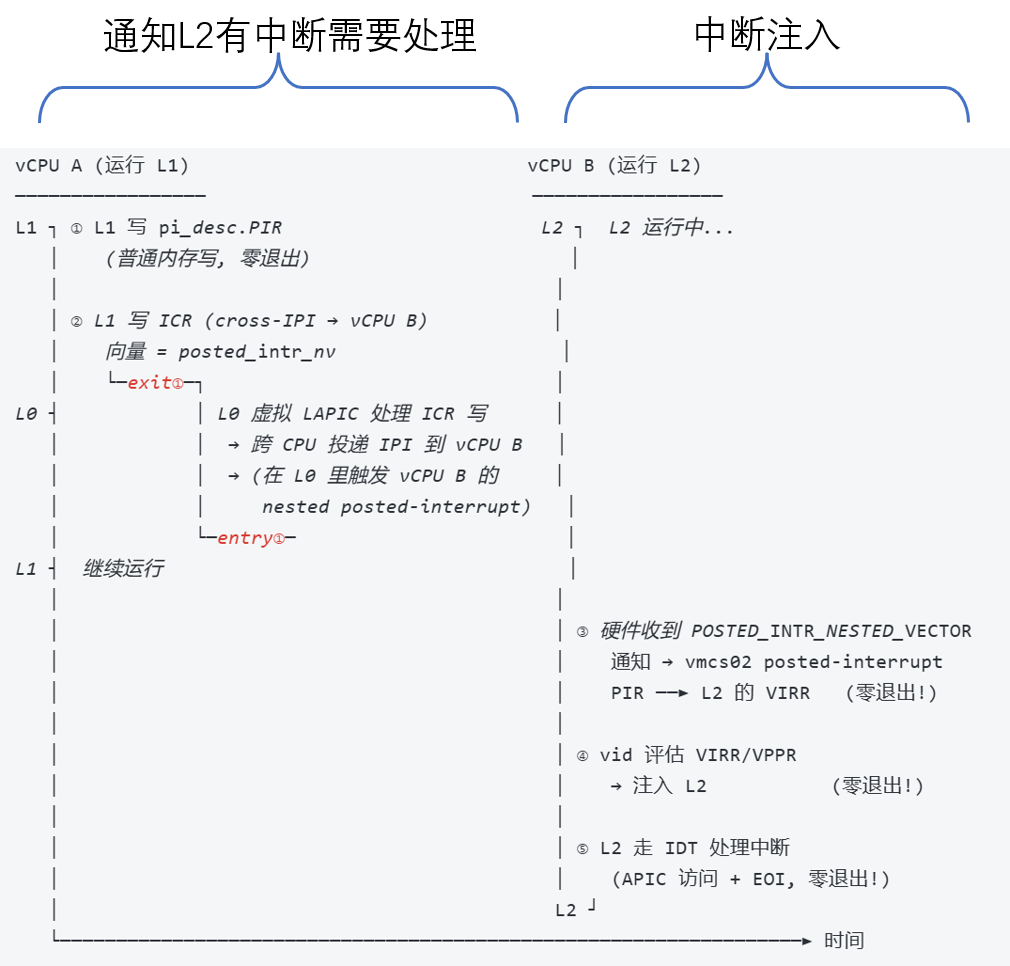 通知L2有中断需要处理 中断注入
vCPU A (运行 L1) vCPU B (运行 L2)
L1 ┐ ① L1 写 pi_desc.PIR L2 ┐ L2 运行中...
(普通内存写, 零退出)
② L1 写 ICR (cross-IPI → vCPU B)
向量 = posted_intr_nv
└─exit①─┐
L0 ┤ │ L0 虚拟 LAPIC 处理 ICR 写
→ 跨 CPU 投递 IPI 到 vCPU B
→ (在 L0 里触发 vCPU B 的
nested posted-interrupt)
└─entry①─
L1 ┤ 继续运行
③ 硬件收到 POSTED_INTR_NESTED_VECTOR
通知 → vmcs02 posted-interrupt
PIR ──► L2 的 VIRR (零退出!)
④ vid 评估 VIRR/VPPR
→ 注入 L2 (零退出!)
⑤ L2 走 IDT 处理中断
(APIC 访问 + EOI, 零退出!)
L2 ┘
时间